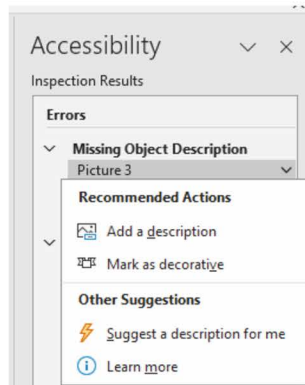 Accessibility
Inspection Results
Errors
Missing Object Description
Picture 3
Recommended Actions
Add a description
Mark as decorative
Other Suggestions
Suggest a description for me
Learn more